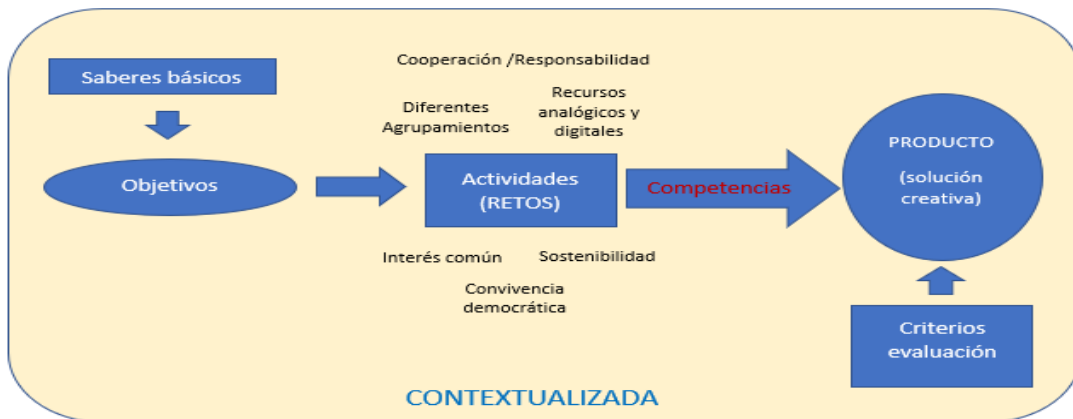 Saberes básicos
Objetivos
Cooperación /Responsabilidad
Diferentes
Agrupamientos
Recursos
analógicos y
digitales
Actividades
(RETOS)
Interés común
Sostenibilidad
Convivencia
democrática
Competencias
PRODUCTO
(solución
creativa)
Criterios
evaluación
CONTEXTUALIZADA